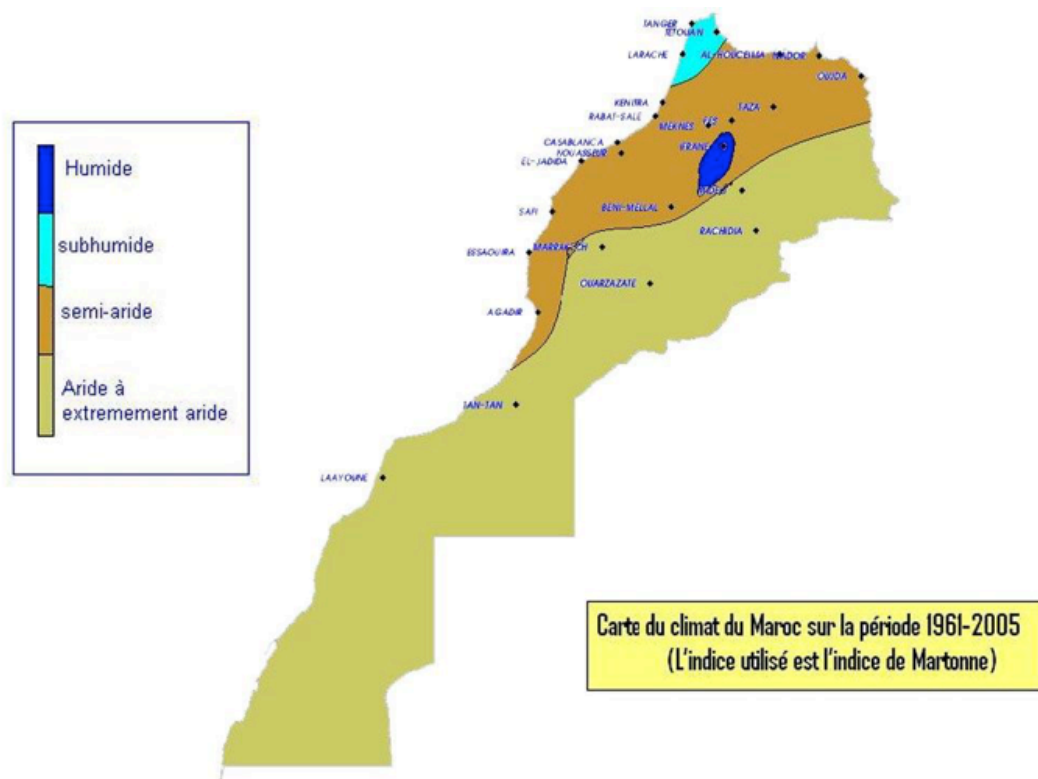 TANGER
TETOUAN
LARACHE
AL-HOUCEIMA
NADOR
OUJDA
KENITRA
TAZA
RABAT-SALE
FES
MEKNES
CASABLANCA
IFRANE
NOUASSEUR
EL-JADIDA
BENI-MELLAL
SAFI
RACHIDIA
MARRAKECH
ESSAOUIRA
OUARZAZATE
AGADIR
TAN-TAN
LAAYOUNE
Humide
subhumide
semi-aride
Aride à
extremement aride
Carte du climat du Maroc sur la période 1961-2005
(L'indice utilisé est l'indice de Martonne)